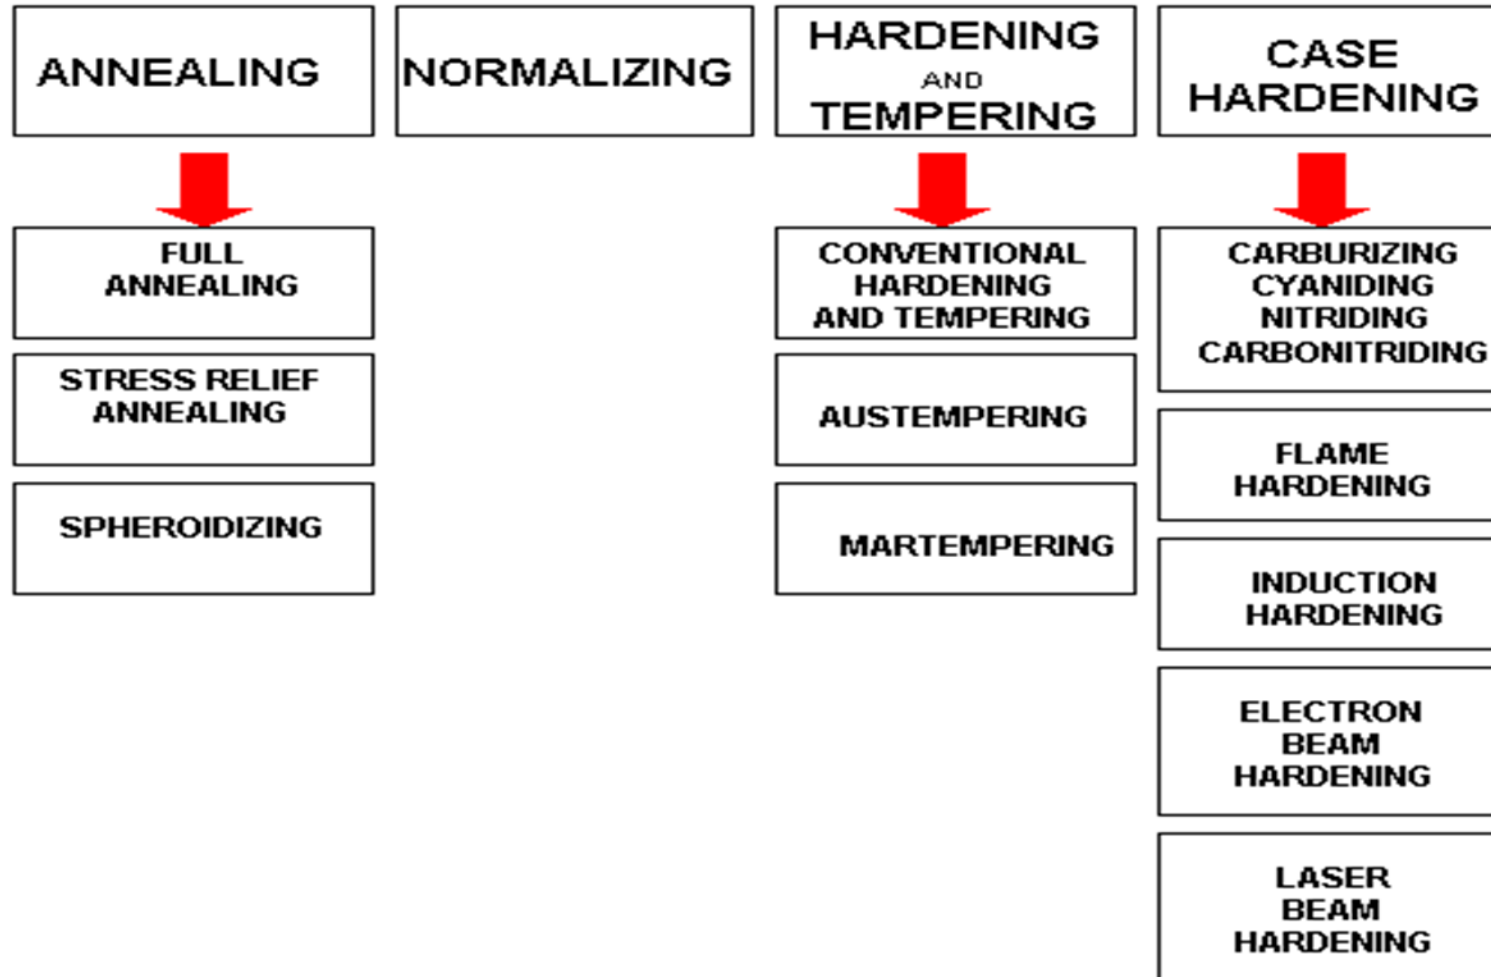 ANNEALING
NORMALIZING
HARDENING
AND
TEMPERING
CASE
HARDENING
FULL
ANNEALING
STRESS RELIEF
ANNEALING
SPHEROIDIZING
CONVENTIONAL
HARDENING
AND TEMPERING
AUSTEMPERING
MARTEMPERING
CARBURIZING
CYANIDING
NITRIDING
CARBONITRIDING
FLAME
HARDENING
INDUCTION
HARDENING
ELECTRON
BEAM
HARDENING
LASER
BEAM
HARDENING